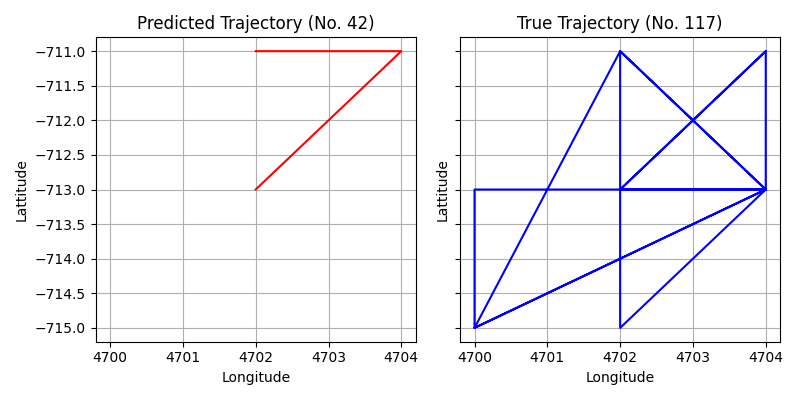 Predicted Trajectory (No. 42)
True Trajectory (No. 117)
−711.0
−711.5
−712.0
−712.5
−713.0
−713.5
−714.0
−714.5
−715.0
Lattitude
Lattitude
4700 4701 4702 4703 4704
4700 4701 4702 4703 4704
Longitude
Longitude